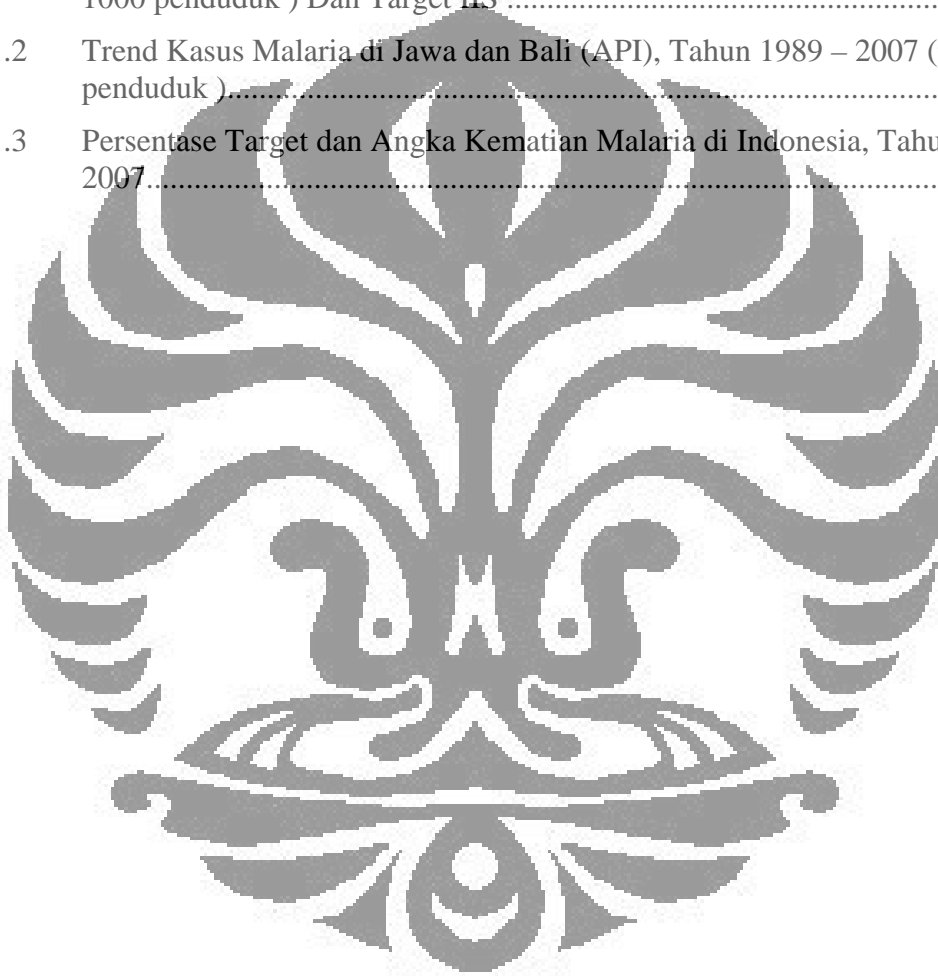 1000 penduduk ) Dan Target IIS ..........................................................
.2 Trend Kasus Malaria di Jawa dan Bali (API), Tahun 1989 – 2007 (
penduduk )..........................................................................................
.3 Persentase Target dan Angka Kematian Malaria di Indonesia, Tahu
2007....................................................................................................